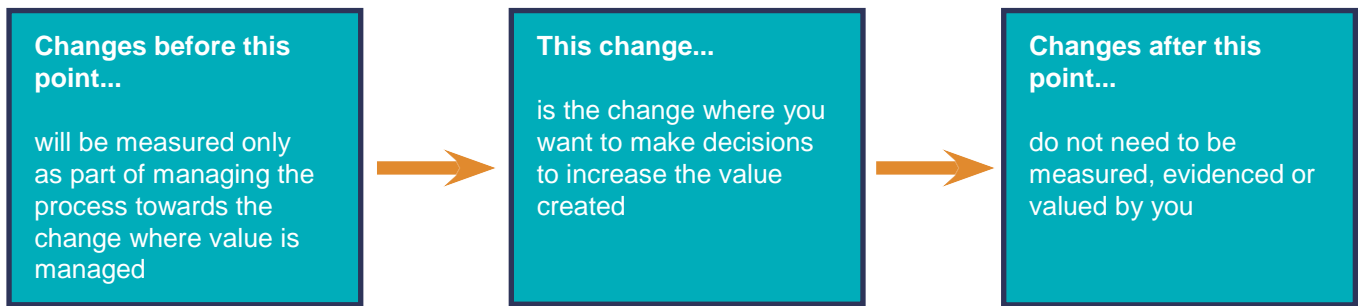 Changes before this
point...
will be measured only
as part of managing the
process towards the
change where value is
managed
This change...
is the change where you
want to make decisions
to increase the value
created
Changes after this
point...
do not need to be
measured, evidenced or
valued by you